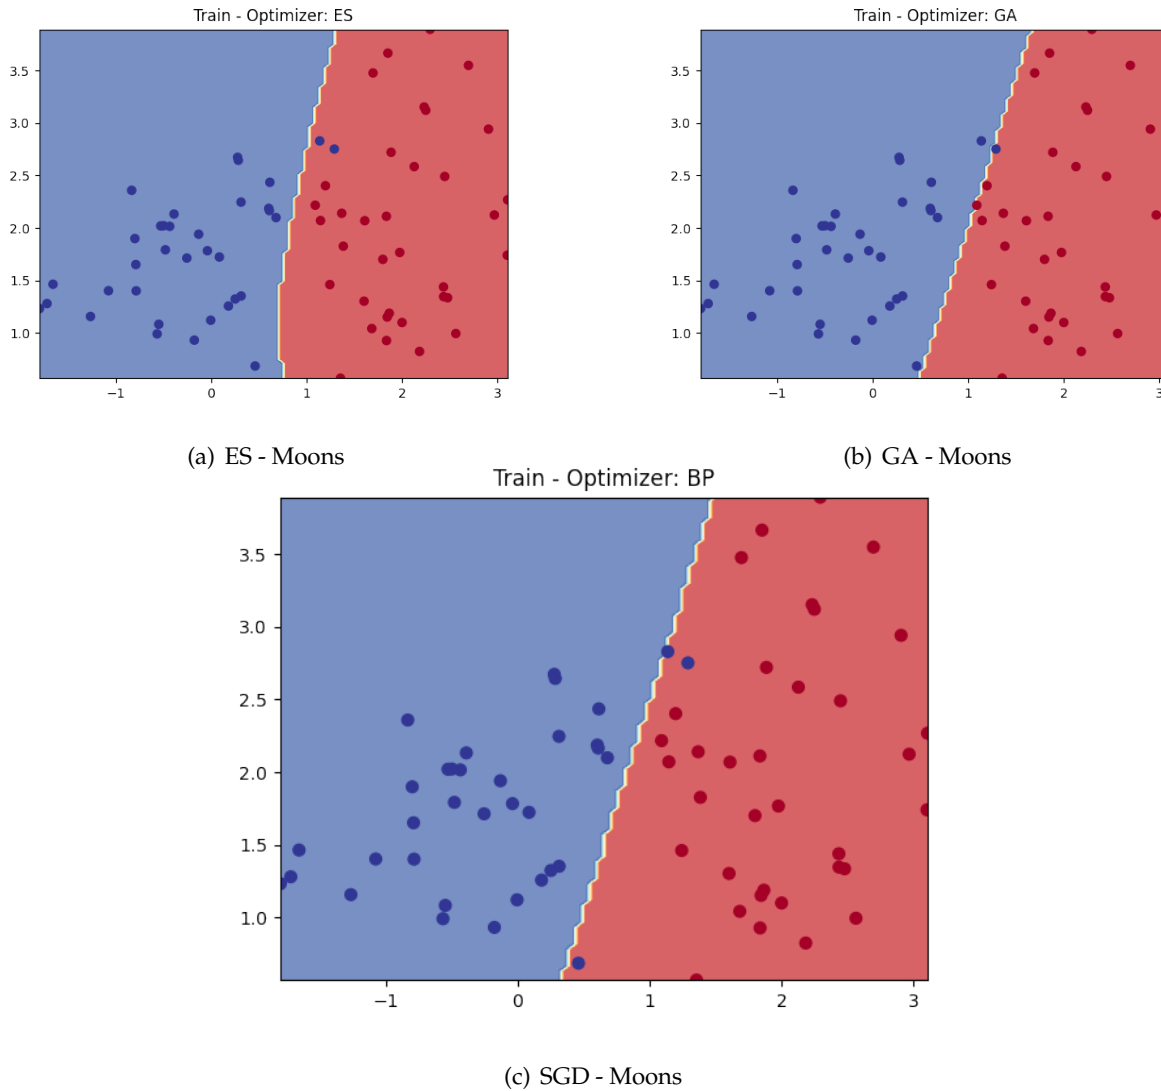 Train - Optimizer: ES
3.5
3.0
2.5
2.0
1.5
1.0
−1 0 1 2 3
(a) ES - Moons
Train - Optimizer: GA
3.5
3.0
2.5
2.0
1.5
1.0
−1 0 1 2 3
(b) GA - Moons
Train - Optimizer: BP
3.5
3.0
2.5
2.0
1.5
1.0
−1 0 1 2 3
(c) SGD - Moons